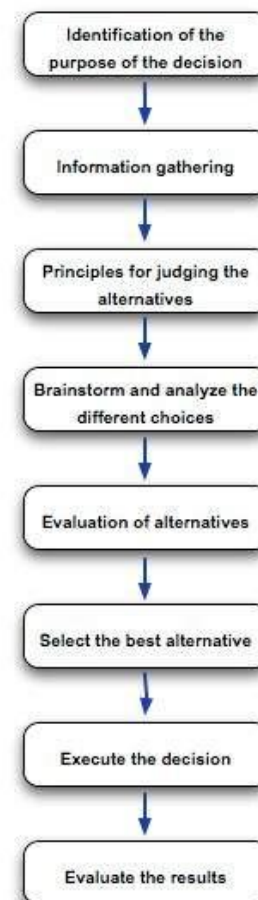 Identification of the
purpose of the decision
Information gathering
Principles for judging the
alternatives
Brainstorm and analyze the
different choices
Evaluation of alternatives
Select the best alternative
Execute the decision
Evaluate the results